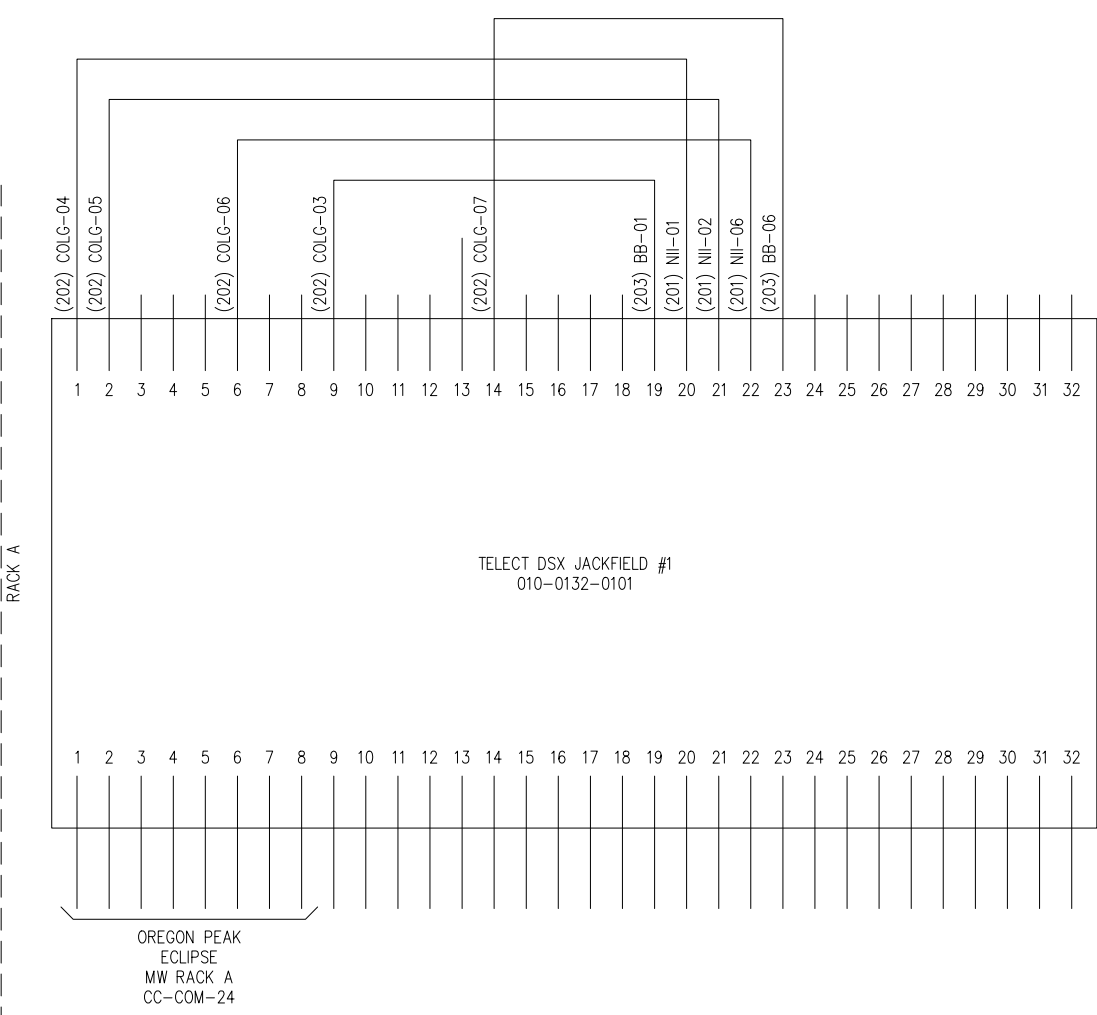 (202) COLG-04
(202) COLG-05
(202) COLG-06
(202) COLG-03
(202) COLG-07
(203) BB-01
(201) NII-01
(201) NII-02
(201) NII-06
(203) BB-06
1 2 3 4 5 6 7 8 9 10 11 12 13 14 15 16 17 18 19 20 21 22 23 24 25 26 27 28 29 30 31 32
RACK A
TELECT DSX JACKFIELD #1
010-0132-0101
1 2 3 4 5 6 7 8 9 10 11 12 13 14 15 16 17 18 19 20 21 22 23 24 25 26 27 28 29 30 31 32
OREGON PEAK
ECLIPSE
MW RACK A
CC-COM-24